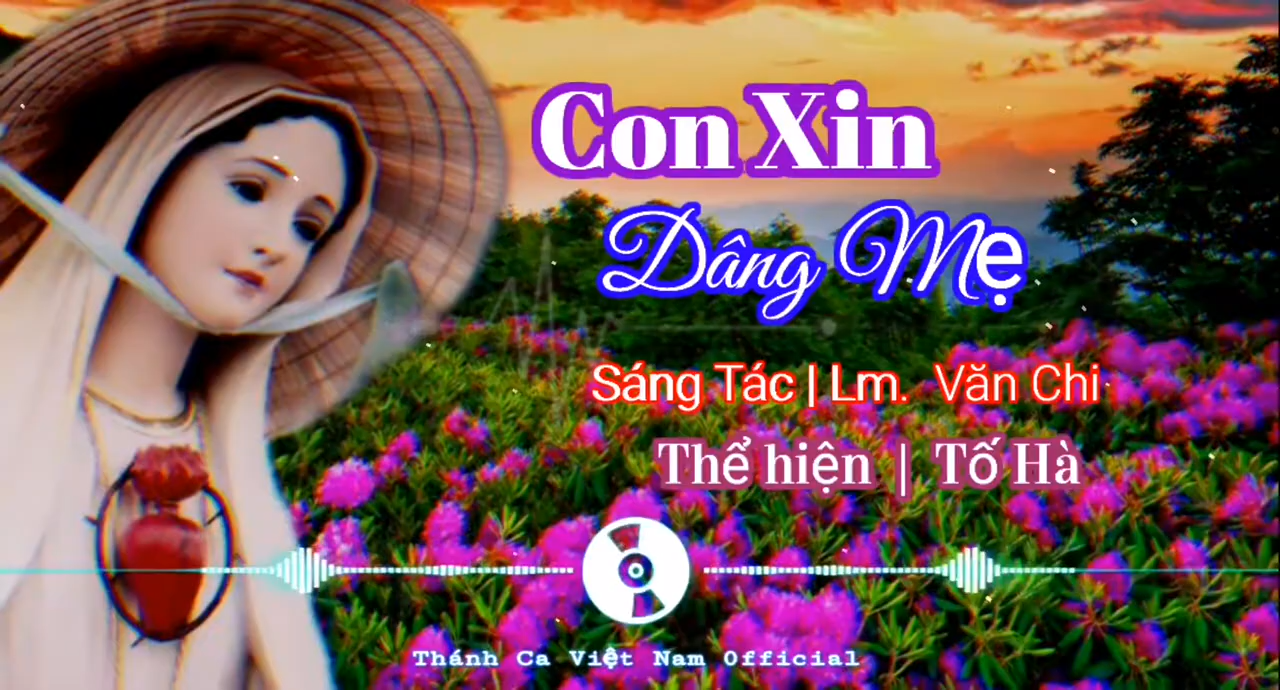 Con Xin
Dâng Mẹ
Sáng Tác | Lm. Văn Chi
Thể hiện | Tố Hà
Thánh Ca Việt Nam Official